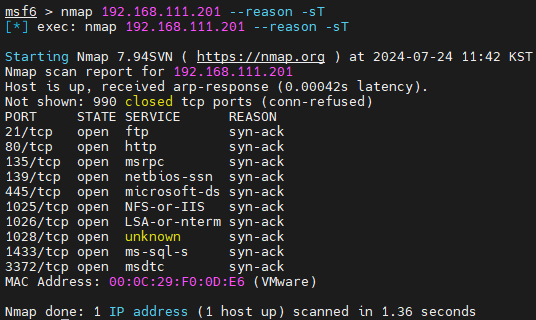 msf6 > nmap 192.168.111.201 --reason -sT
[*] exec: nmap 192.168.111.201 --reason -sT

Starting Nmap 7.94SVN ( https://nmap.org ) at 2024-07-24 11:42 KST
Nmap scan report for 192.168.111.201
Host is up, received arp-response (0.00042s latency).
Not shown: 990 closed tcp ports (conn-refused)
PORT     STATE SERVICE      REASON
21/tcp   open  ftp          syn-ack
80/tcp   open  http         syn-ack
135/tcp  open  msrpc        syn-ack
139/tcp  open  netbios-ssn  syn-ack
445/tcp  open  microsoft-ds syn-ack
1025/tcp open  NFS-or-IIS   syn-ack
1026/tcp open  LSA-or-nterm syn-ack
1028/tcp open  unknown      syn-ack
1433/tcp open  ms-sql-s     syn-ack
3372/tcp open  msdtc        syn-ack
MAC Address: 00:0C:29:F0:0D:E6 (VMware)

Nmap done: 1 IP address (1 host up) scanned in 1.36 seconds